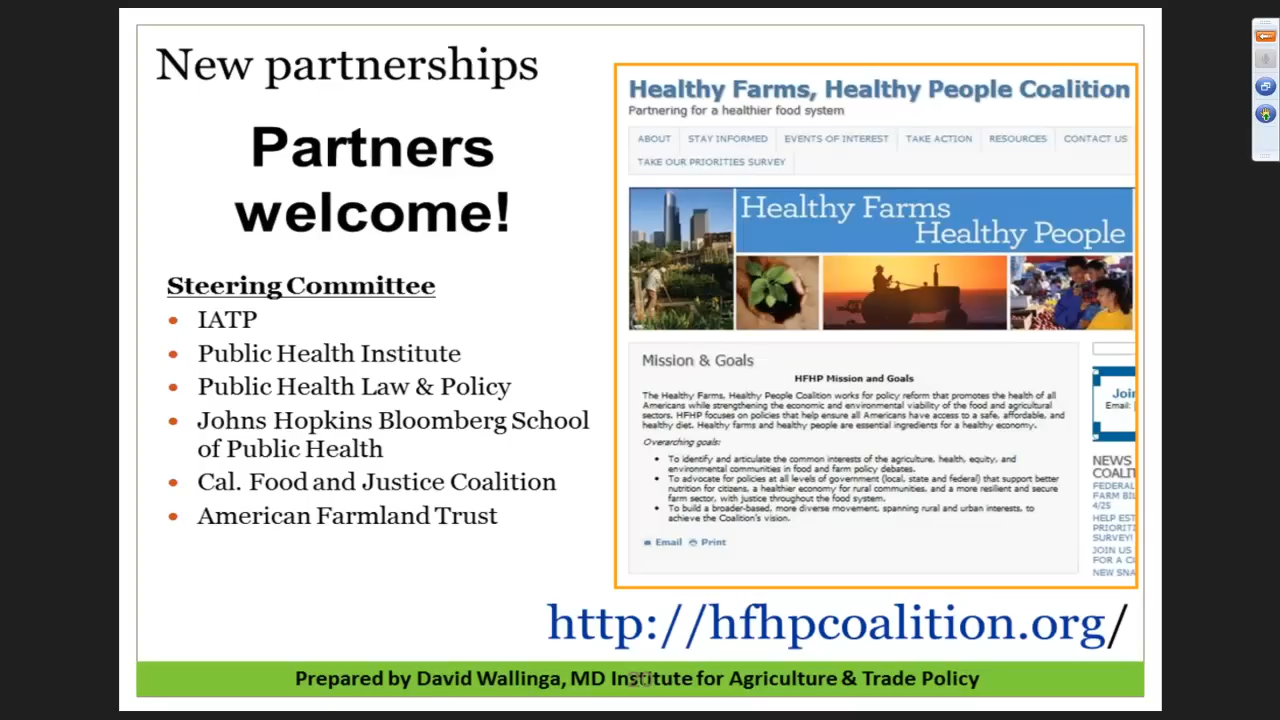 New partnerships
Partners
welcome!
Steering Committee
• IATP
• Public Health Institute
• Public Health Law & Policy
• Johns Hopkins Bloomberg School
of Public Health
• Cal. Food and Justice Coalition
• American Farmland Trust
Healthy Farms, Healthy People Coalition
Partnering for a healthier food system
ABOUT STAY INFORMED EVENTS OF INTEREST TAKE ACTION RESOURCES CONTACT US
TAKE OUR PRIORITIES SURVEY
Healthy Farms
Healthy People
Mission & Goals
HFHP Mission and Goals
The Healthy Farms, Healthy People Coalition works for policy reform that promotes the health of all
Americans while strengthening the economic and environmental viability of the food and agricultural
sectors. HFHP focuses on policies that help ensure all Americans have access to a safe, affordable, and
healthy diet. Healthy farms and healthy people are essential ingredients for a healthy economy.
Overarching goals:
• To identify and articulate the common interests of the agriculture, health, equity, and
environmental communities in food and farm policy debates.
• To advocate for policies at all levels of government (local, state and federal) that support better
nutrition for citizens, a healthier economy for rural communities, and a more resilient and secure
farm sector, with justice throughout the food system.
• To build a broader-based, more diverse movement, spanning rural and urban interests, to
achieve the Coalition's vision.
Email Print
Email:
NEWS
FEDERAL
4/25
HELP EST
SURVEY!
JOIN US
FOR A
http://hfhpcoalition.org/
Prepared by David Wallinga, MD Institute for Agriculture & Trade Policy